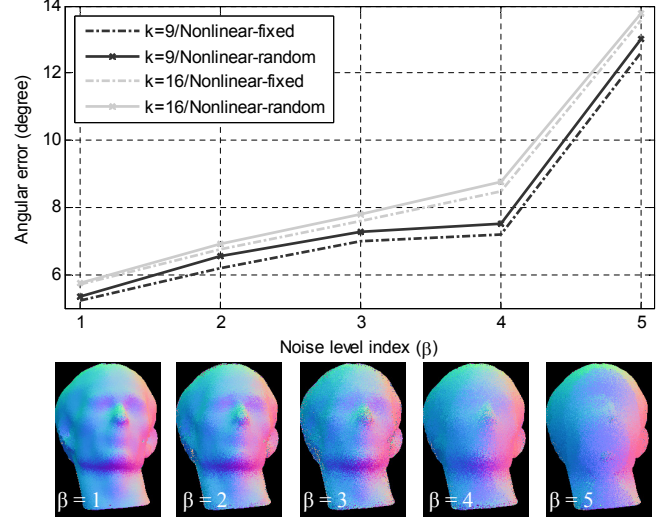 14
12
10
8
6
Angular error (degree)
k=9/Nonlinear-fixed
k=9/Nonlinear-random
k=16/Nonlinear-fixed
k=16/Nonlinear-random
1 2 3 4 5
Noise level index (β)
β = 1 β = 2 β = 3 β = 4 β = 5